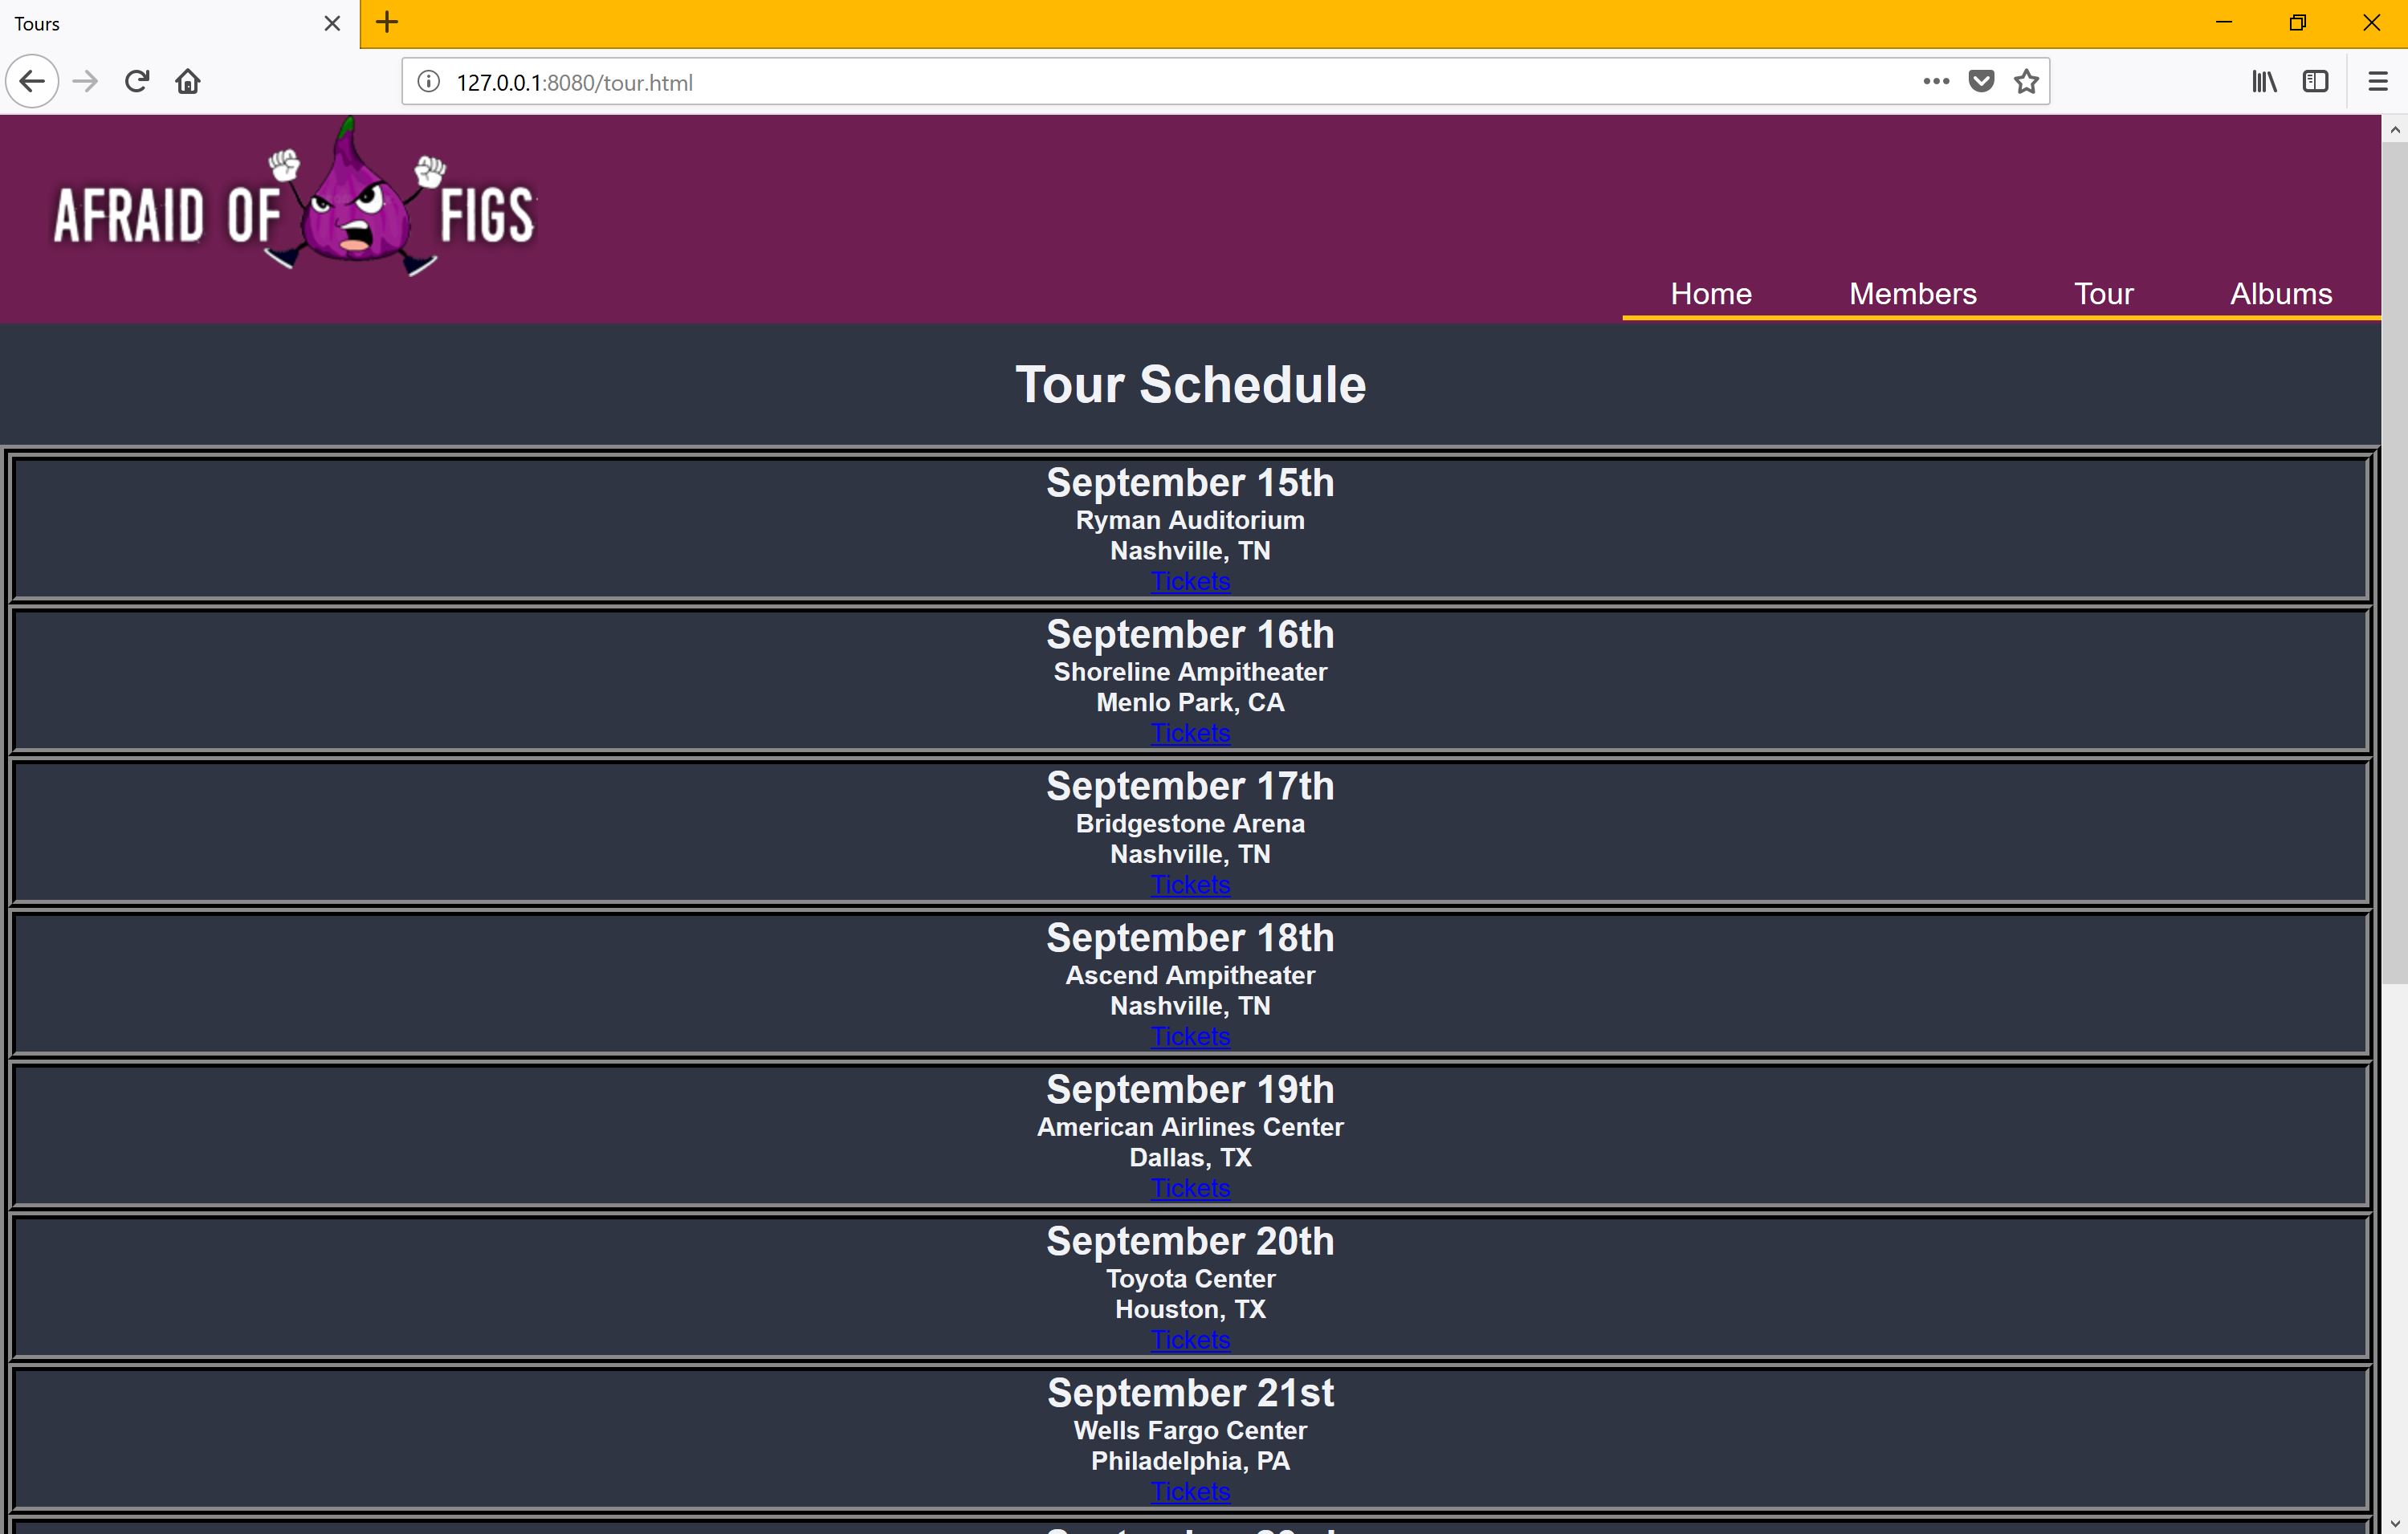 Tours
127.0.0.1:8080/tour.html
AFRAID OF FIGS
Home Members Tour Albums
Tour Schedule
September 15th
Ryman Auditorium
Nashville, TN
Tickets
September 16th
Shoreline Ampitheater
Menlo Park, CA
Tickets
September 17th
Bridgestone Arena
Nashville, TN
Tickets
September 18th
Ascend Ampitheater
Nashville, TN
Tickets
September 19th
American Airlines Center
Dallas, TX
Tickets
September 20th
Toyota Center
Houston, TX
Tickets
September 21st
Wells Fargo Center
Philadelphia, PA
Tickets